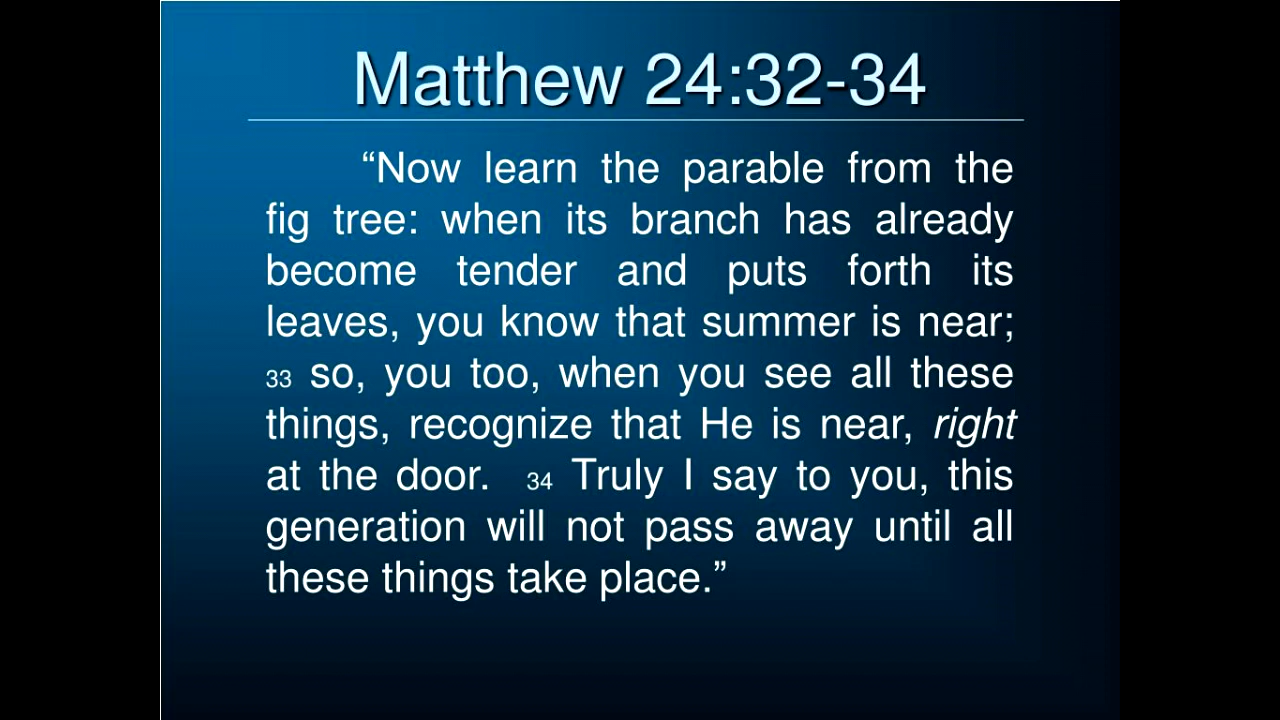 Matthew 24:32-34
“Now learn the parable from the
fig tree: when its branch has already
become tender and puts forth its
leaves, you know that summer is near;
33 so, you too, when you see all these
things, recognize that He is near, right
at the door. 34 Truly I say to you, this
generation will not pass away until all
these things take place.”